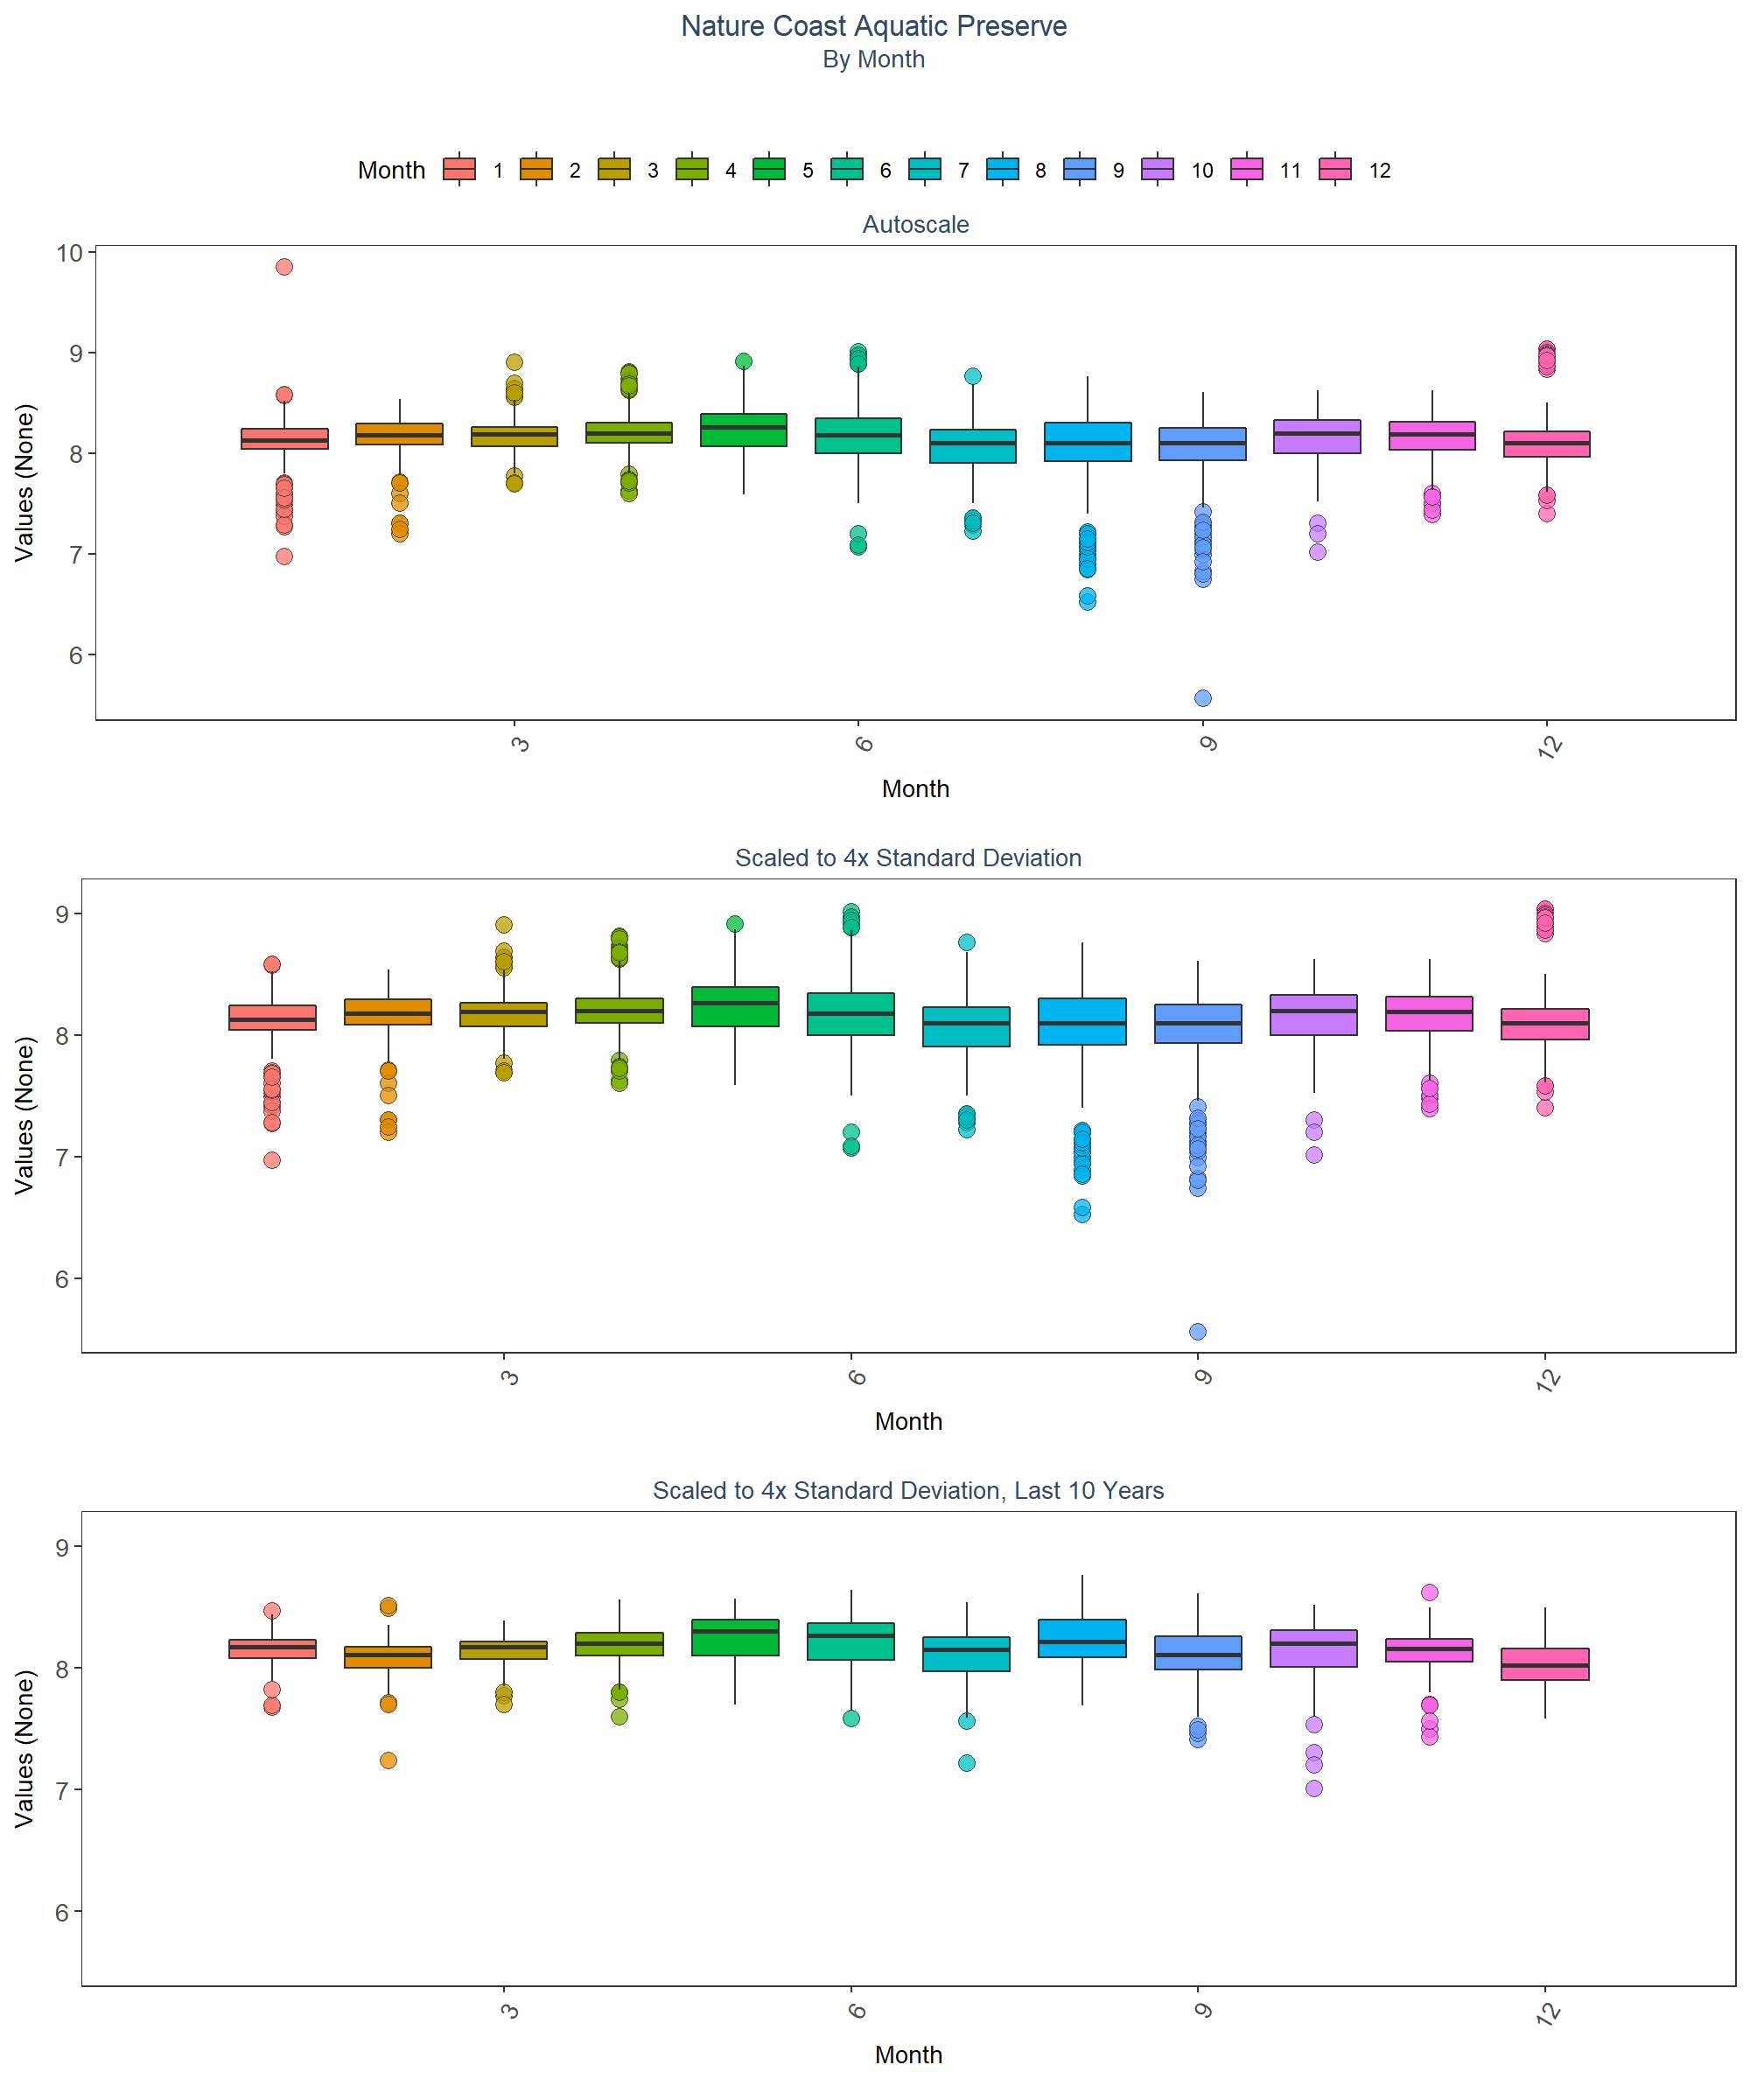 Nature Coast Aquatic Preserve
By Month
Month 1 2 3 4 5 6 7 8 9 10 11 12
Autoscale
Values (None)
10
9
8
7
6
3 6 9 12
Month
Scaled to 4x Standard Deviation
Values (None)
9
8
7
6
3 6 9 12
Month
Scaled to 4x Standard Deviation, Last 10 Years
Values (None)
9
8
7
6
3 6 9 12
Month